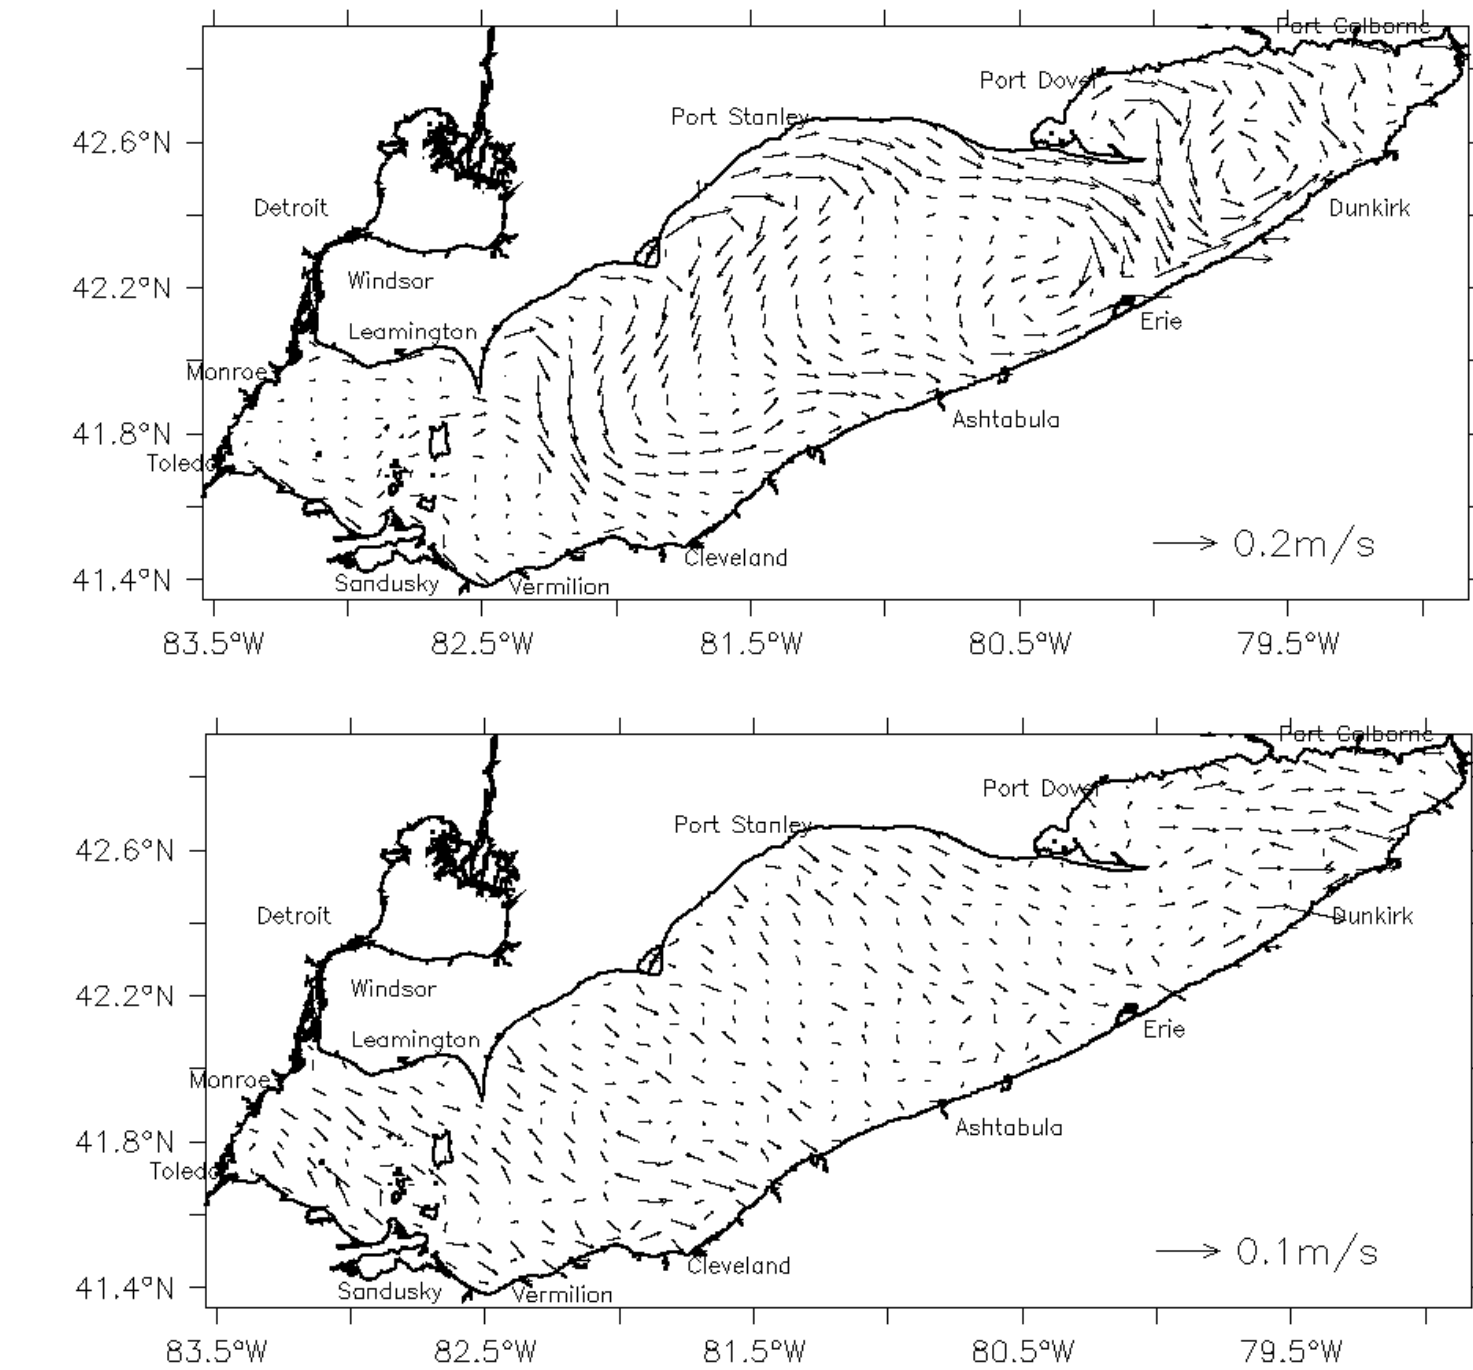 Port Colborne
Port Dover
Port Stanley
42.6°N
Detroit
Dunkirk
Windsor
42.2°N
Leamington
Erie
Monroe
41.8°N
Ashtabula
Toledo
0.2m/s
Cleveland
41.4°N
Sandusky
Vermilion
83.5°W 82.5°W 81.5°W 80.5°W 79.5°W
Port Colborne
Port Dover
Port Stanley
42.6°N
Detroit
Dunkirk
Windsor
42.2°N
Leamington
Erie
Monroe
41.8°N
Ashtabula
Toledo
0.1m/s
Cleveland
41.4°N
Sandusky
Vermilion
83.5°W 82.5°W 81.5°W 80.5°W 79.5°W